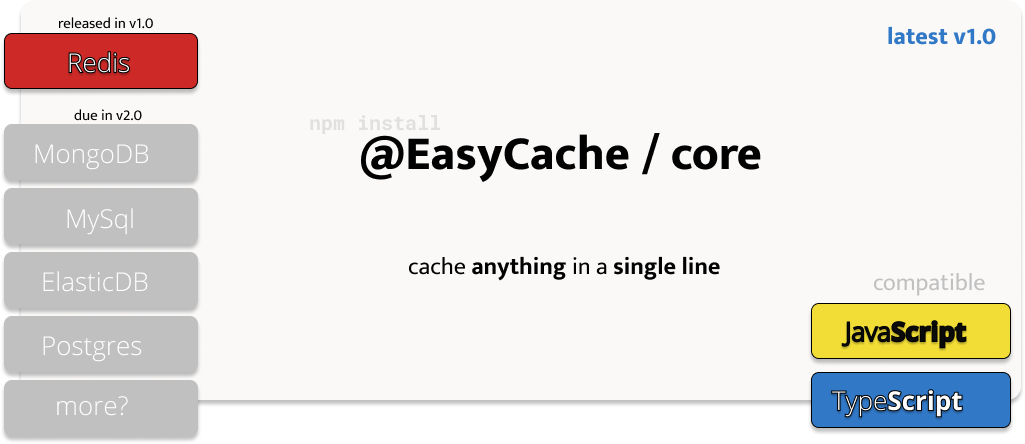 released in v1.0
Redis
due in v2.0
MongoDB
MySql
ElasticDB
Postgres
more?
latest v1.0
npm install
@EasyCache / core
cache anything in a single line
compatible
JavaScript
TypeScript